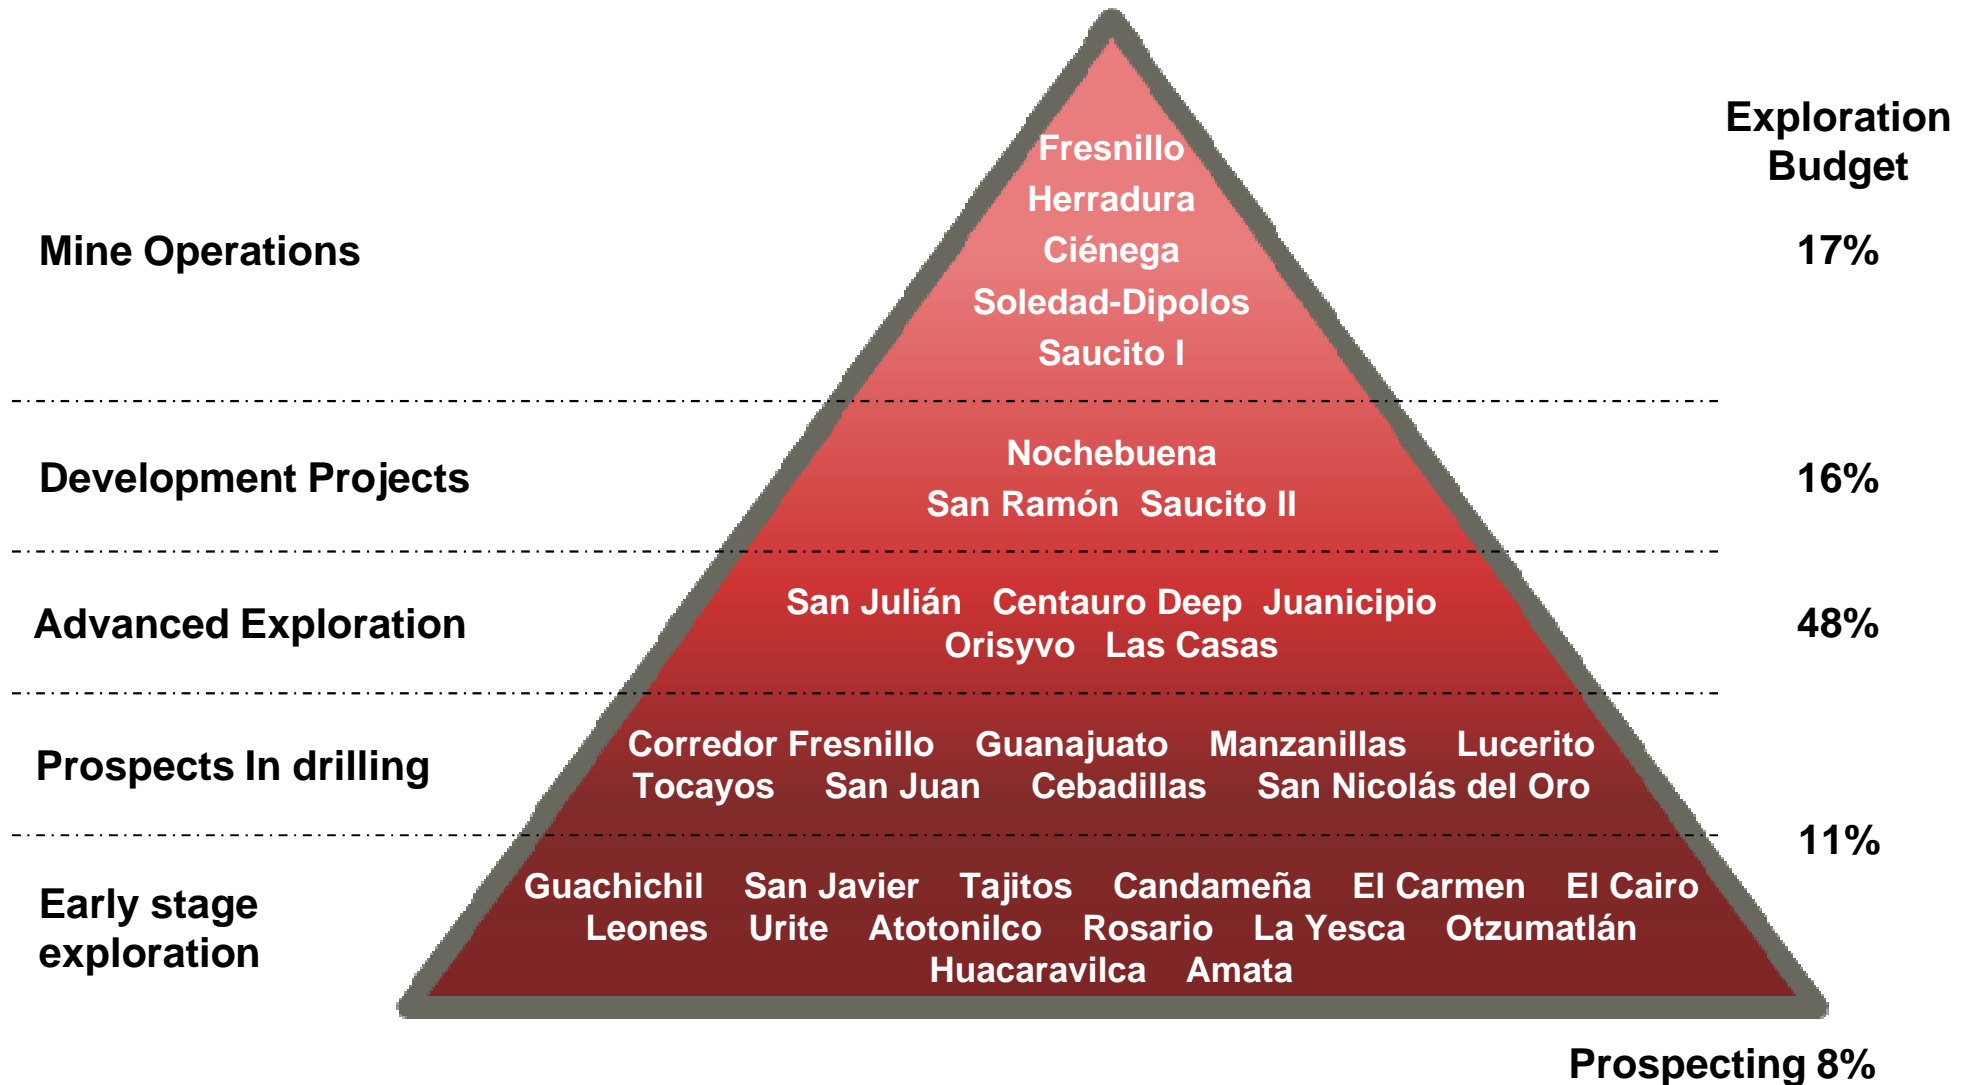 Exploration
Budget
Mine Operations
Fresnillo
Herradura
Ciénega
Soledad-Dipolos
Saucito I
17%
Development Projects
Nochebuena
San Ramón Saucito II
16%
Advanced Exploration
San Julián Centauro Deep Juanicipio
Orisyvo Las Casas
48%
Prospects In drilling
Corredor Fresnillo Guanajuato Manzanillas Lucerito
Tocayos San Juan Cebadillas San Nicolás del Oro
11%
Early stage
exploration
Guachichil San Javier Tajitos Candameña El Carmen El Cairo
Leones Urite Atotonilco Rosario La Yesca Otzumatlán
Huacaravilca Amata
Prospecting 8%